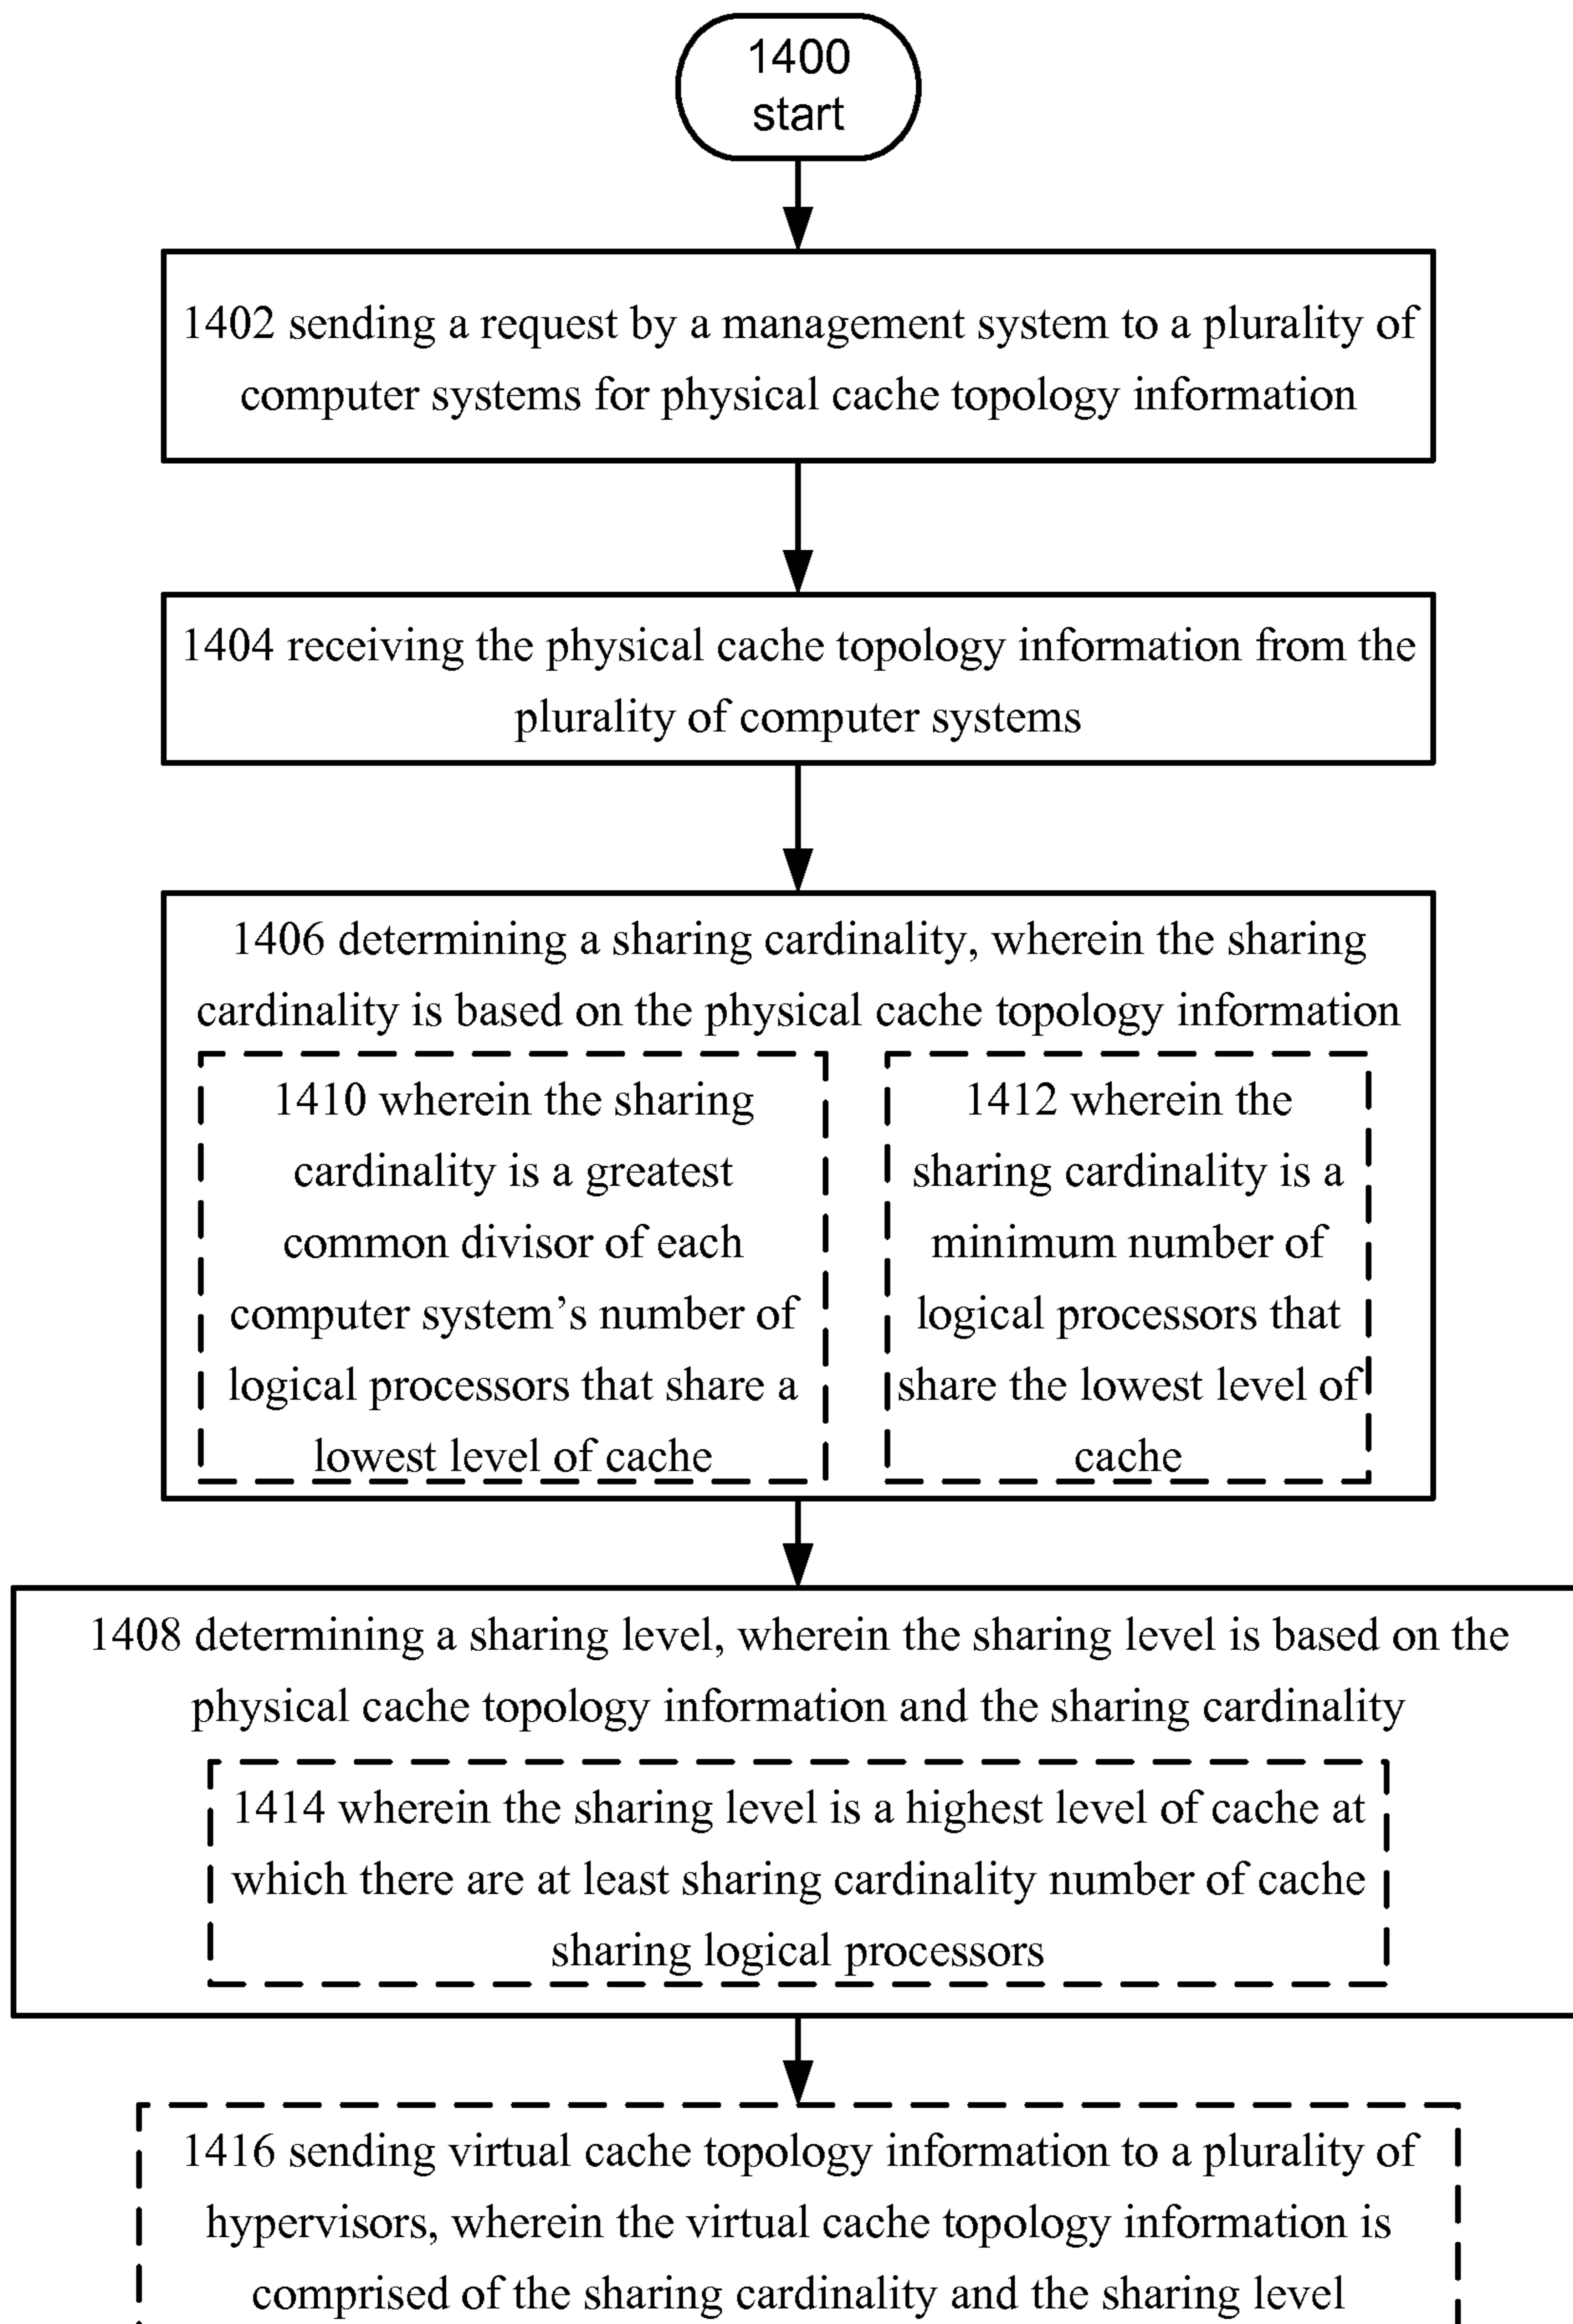 1400
start
1402 sending a request by a management system to a plurality of
computer systems for physical cache topology information
1404 receiving the physical cache topology information from the
plurality of computer systems
1406 determining a sharing cardinality, wherein the sharing
cardinality is based on the physical cache topology information
1410 wherein the sharing
cardinality is a greatest
common divisor of each
computer system’s number of
logical processors that share a
lowest level of cache
1412 wherein the
sharing cardinality is a
minimum number of
logical processors that
share the lowest level of
cache
1408 determining a sharing level, wherein the sharing level is based on the
physical cache topology information and the sharing cardinality
1414 wherein the sharing level is a highest level of cache at
which there are at least sharing cardinality number of cache
sharing logical processors
1416 sending virtual cache topology information to a plurality of
hypervisors, wherein the virtual cache topology information is
comprised of the sharing cardinality and the sharing level